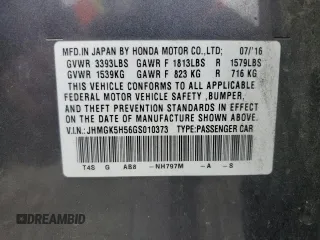 MFD.IN JAPAN BY HONDA MOTOR CO.,LTD; 07/'16
GVWR 3393LBS GAWR F 1813LBS R 1579LBS
GVWR 1539KG GAWR F 823 KG R 716 KG
THIS VEHICLE CONFORMS TO ALL APPLICABLE
FEDERAL MOTOR VEHICLE SAFETY ,BUMPER,
AND THEFT PREVENTION STANDARDS IN EFFECT
ON THE DATE OF MANUFACTURE SHOWN ABOVE.
V.I.N.:JHMGK5H56GS010373 TYPE:PASSENGER CAR
T4S G AB8 -NH797M -A -S
DREAMBID